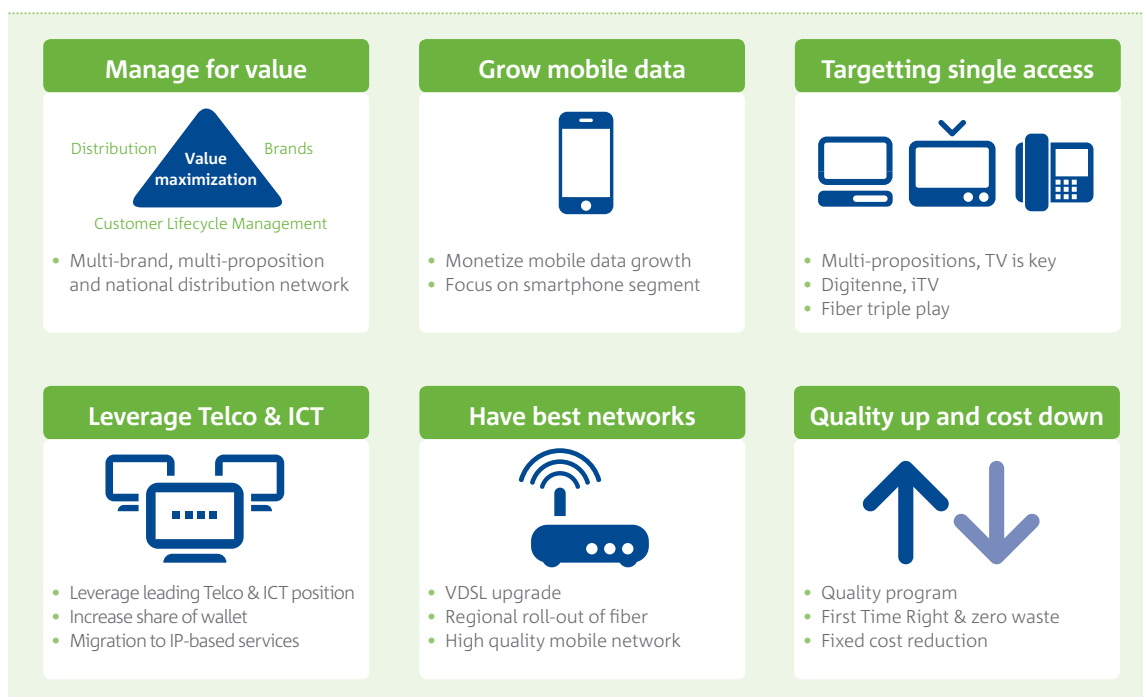 Manage for value
Distribution
Value
maximization
Brands
Customer Lifecycle Management
• Multi-brand, multi-proposition
and national distribution network
Grow mobile data
• Monetize mobile data growth
• Focus on smartphone segment
Targetting single access
• Multi-propositions, TV is key
• Digitenne, iTV
• Fiber triple play
Leverage Telco & ICT
• Leverage leading Telco & ICT position
• Increase share of wallet
• Migration to IP-based services
Have best networks
• VDSL upgrade
• Regional roll-out of fiber
• High quality mobile network
Quality up and cost down
• Quality program
• First Time Right & zero waste
• Fixed cost reduction